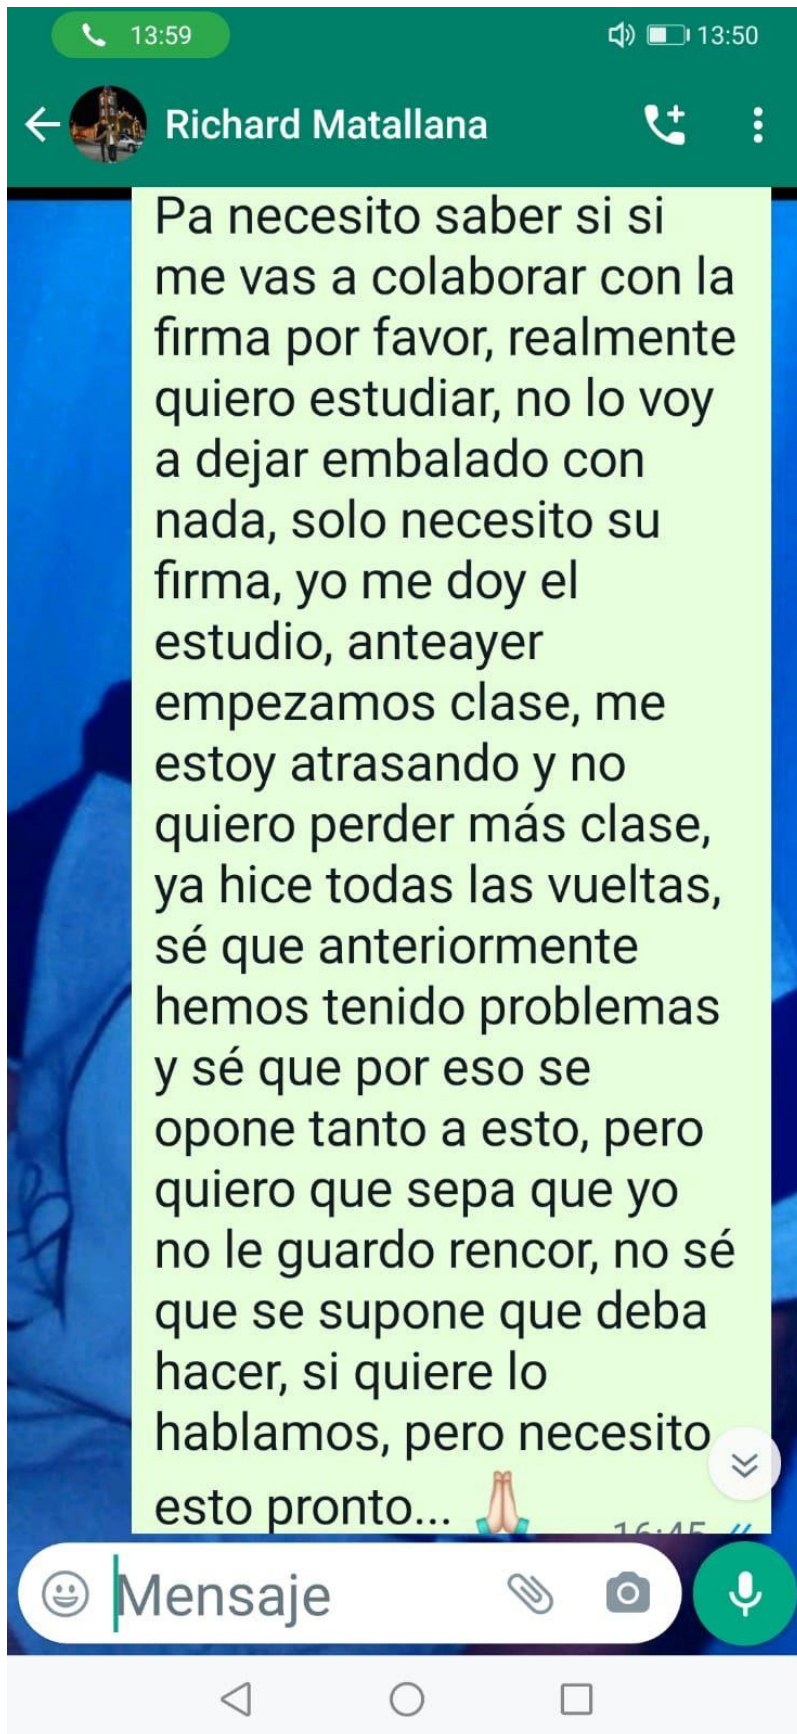 13:59
13:50
Richard Matallana
Pa necesito saber si si
me vas a colaborar con la
firma por favor, realmente
quiero estudiar, no lo voy
a dejar embalado con
nada, solo necesito su
firma, yo me doy el
estudio, anteayer
empezamos clase, me
estoy atrasando y no
quiero perder más clase,
ya hice todas las vueltas,
sé que anteriormente
hemos tenido problemas
y sé que por eso se
opone tanto a esto, pero
quiero que sepa que yo
no le guardo rencor, no sé
que se supone que deba
hacer, si quiere lo
hablamos, pero necesito
esto pronto... 🙏🏻
16:45
Mensaje